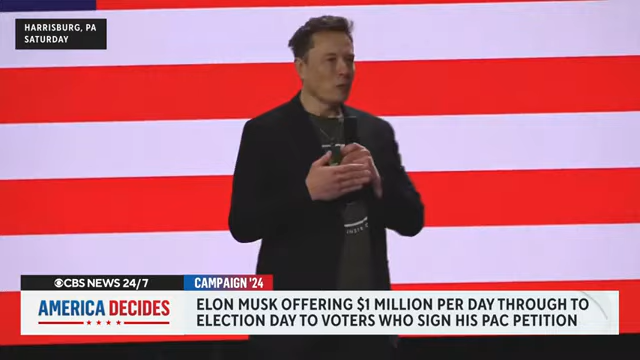 HARRISBURG, PA
SATURDAY
CBS NEWS 24/7
CAMPAIGN '24
AMERICA DECIDES
ELON MUSK OFFERING $1 MILLION PER DAY THROUGH TO
ELECTION DAY TO VOTERS WHO SIGN HIS PAC PETITION